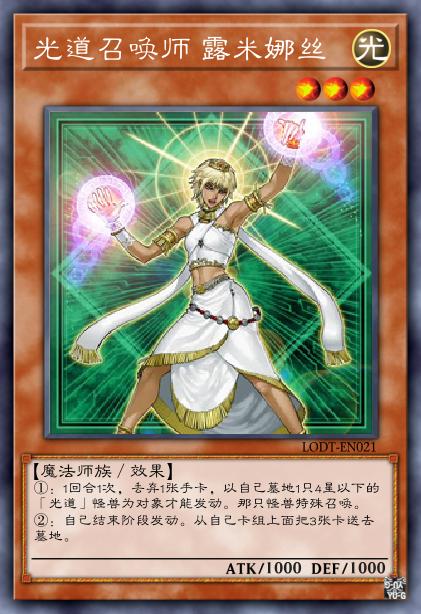 光道召唤师 露米娜丝
光
LODT-EN021
【魔法师族／效果】
①：1回合1次，丢弃1张手卡，以自己墓地1只4星以下的
「光道」怪兽为对象才能发动。那只怪兽特殊召唤。
②：自己结束阶段发动。从自己卡组上面把3张卡送去
墓地。
ATK/1000 DEF/1000